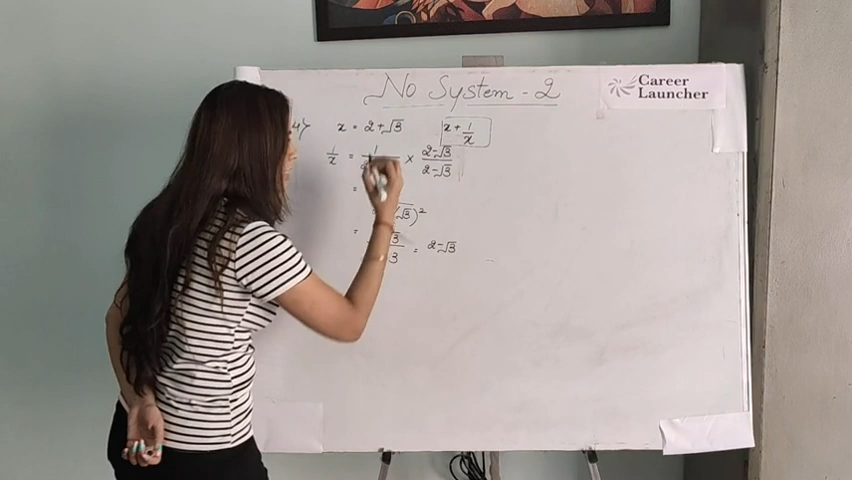 No System - 2
Career
Launcher
x = 2 + √3
x + 1/x
1/x = 1/ × 2 - √3 / 2 - √3
=
(√3)²
=
3 = 2 - √3